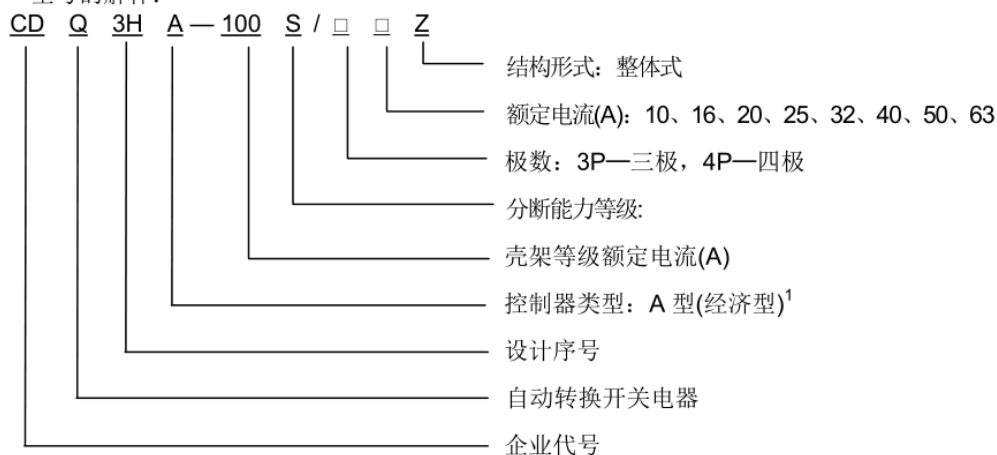 CD Q 3H A — 100 S / □ □ Z
结构形式：整体式
额定电流(A)：10、16、20、25、32、40、50、63
极数：3P—三极，4P—四极
分断能力等级:
壳架等级额定电流(A)
控制器类型：A 型(经济型)1
设计序号
自动转换开关电器
企业代号